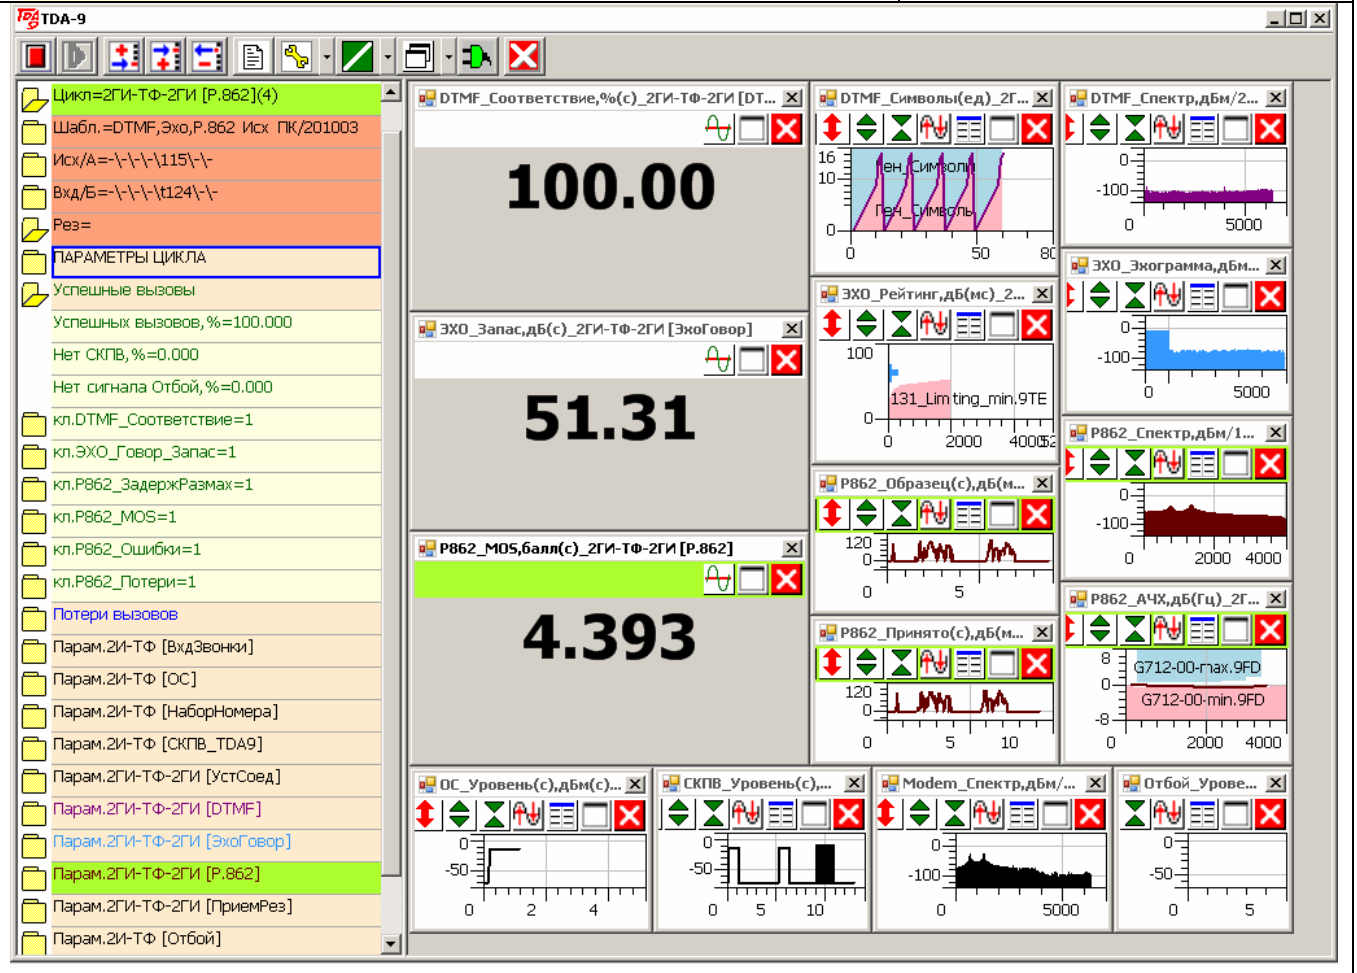 TDA-9
Цикл=2ГИ-ТФ-2ГИ [P.862](4)
Шабл.=DTMF,Эхо,P.862 Исх ПК/201003
Исх/А=-\-\-\-\115\-\-
Вхд/Б=-\-\-\-\t124\-\-
Рез=
ПАРАМЕТРЫ ЦИКЛА
Успешные вызовы
Успешных вызовов,%=100.000
Нет СКПВ,%=0.000
Нет сигнала Отбой,%=0.000
кл.DTMF_Соответствие=1
кл.ЭХО_Говор_Запас=1
кл.P862_ЗадержРазмах=1
кл.P862_MOS=1
кл.P862_Ошибки=1
кл.P862_Потери=1
Потери вызовов
Парам.2И-ТФ [ВхдЗвонки]
Парам.2И-ТФ [ОС]
Парам.2И-ТФ [НаборНомера]
Парам.2И-ТФ [СКПВ_TDA9]
Парам.2ГИ-ТФ-2ГИ [УстСоед]
Парам.2ГИ-ТФ-2ГИ [DTMF]
Парам.2ГИ-ТФ-2ГИ [ЭхоГовор]
Парам.2ГИ-ТФ-2ГИ [P.862]
Парам.2ГИ-ТФ-2ГИ [ПриемРез]
Парам.2И-ТФ [Отбой]
DTMF_Соответствие,%(с)_2ГИ-ТФ-2ГИ [DT...
100.00
ЭХО_Запас,дБ(с)_2ГИ-ТФ-2ГИ [ЭхоГовор]
51.31
P862_MOS,балл(с)_2ГИ-ТФ-2ГИ [P.862]
4.393
DTMF_Символы(ед)_2Г...
16
10
0
0 50 80
ЭХО_Рейтинг,дБ(мс)_2...
100
131_Lim ting_min.9TE
0
0 2000 4000
P862_Образец(с),дБ(м...
120
0
0 5
P862_Принято(с),дБ(м...
120
0
0 5 10
DTMF_Спектр,дБм/2...
0
-100
0 5000
ЭХО_Эхограмма,дБм...
0
-100
0 5000
P862_Спектр,дБм/1...
0
-100
0 2000 4000
P862_АЧХ,дБ(Гц)_2Г...
8
G712-00-max.9FD
0
G712-00-min.9FD
-8
0 2000 4000
ОС_Уровень(с),дБм(с)...
0
-50
0 2 4
СКПВ_Уровень(с),...
0
-50
0 5 10
Modem_Спектр,дБм/...
0
-100
0 5000
Отбой_Урове...
0
-50
0 5